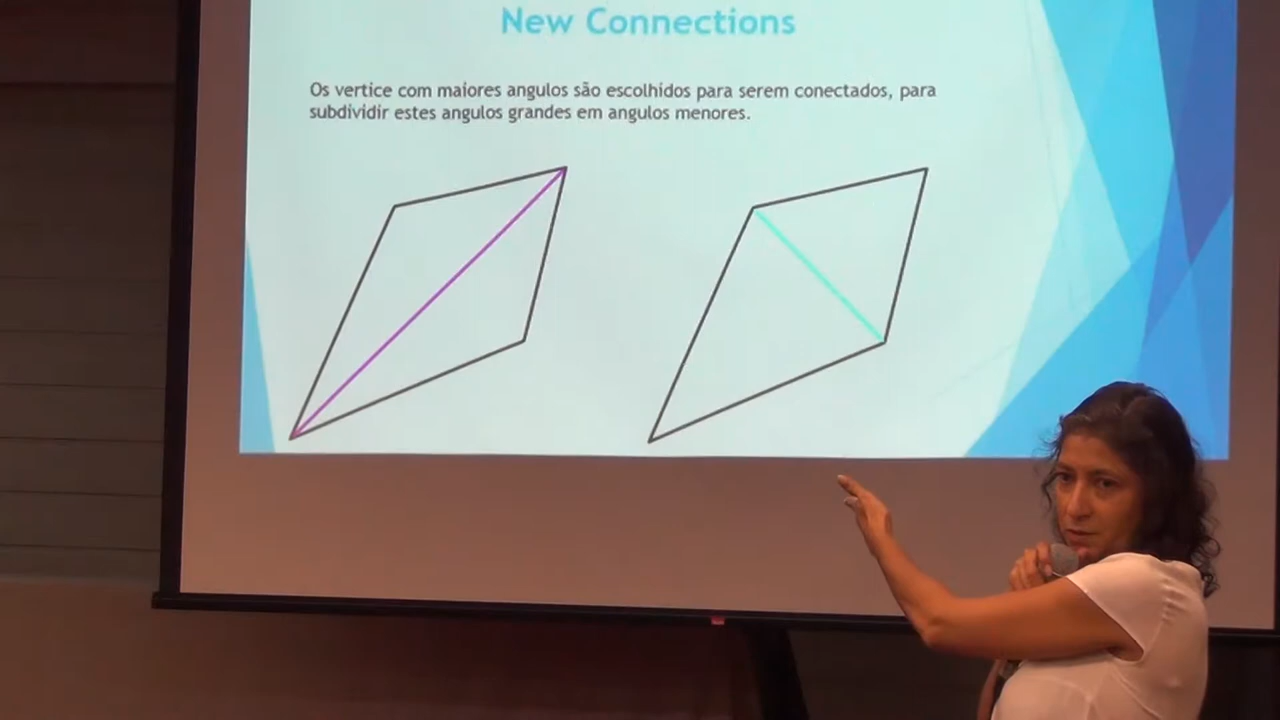 New Connections
Os vertice com maiores angulos são escolhidos para serem conectados, para
subdividir estes angulos grandes em angulos menores.